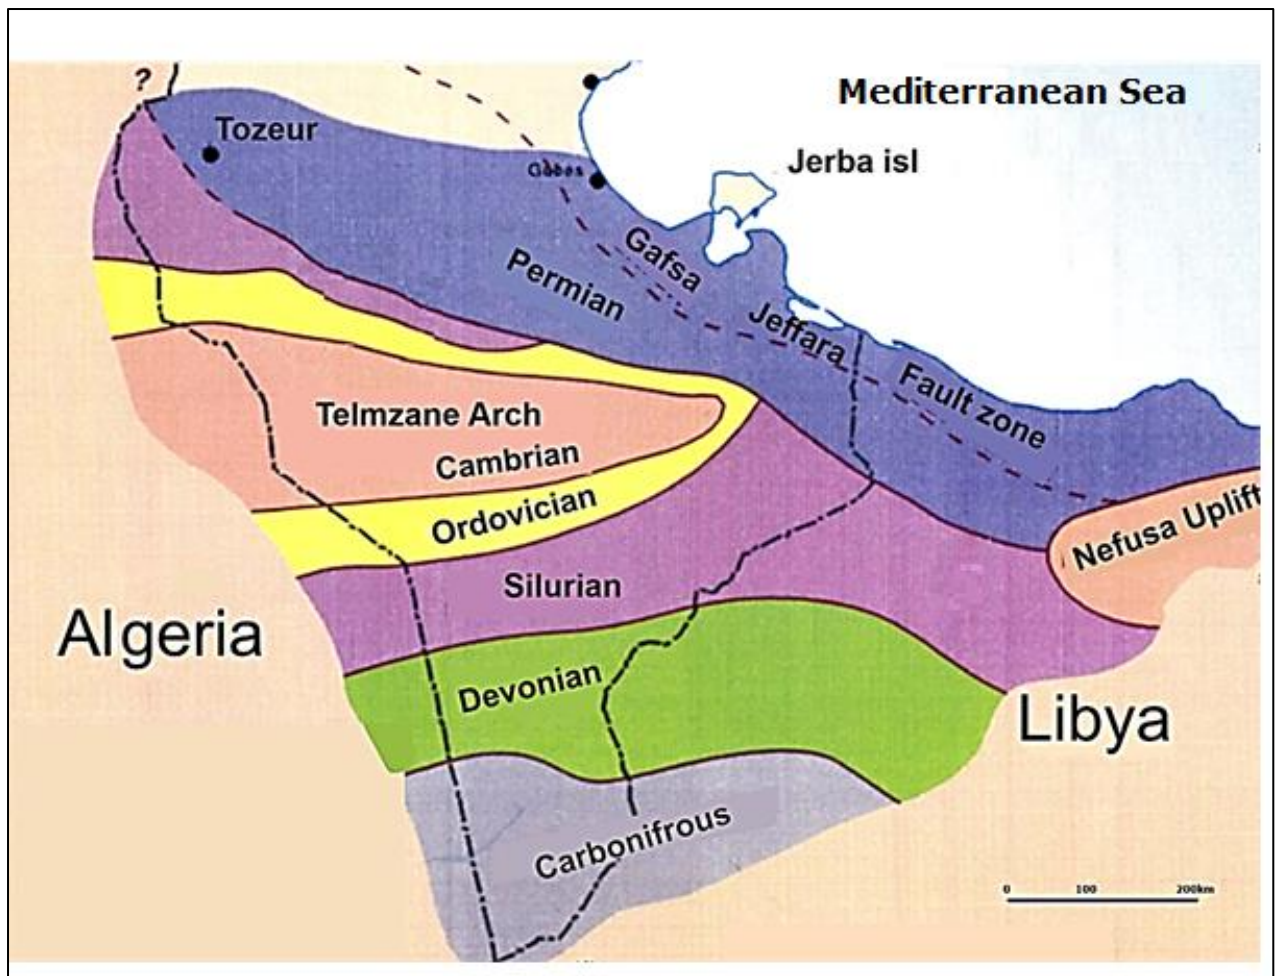 ?
Mediterranean Sea
Tozeur
Jerba isl
Gabes
Gafsa
Permian
Jeffara
Fault zone
Telmzane Arch
Cambrian
Ordovician
Nefusa Uplift
Silurian
Algeria
Devonian
Libya
Carbonifrous
0 100 200km